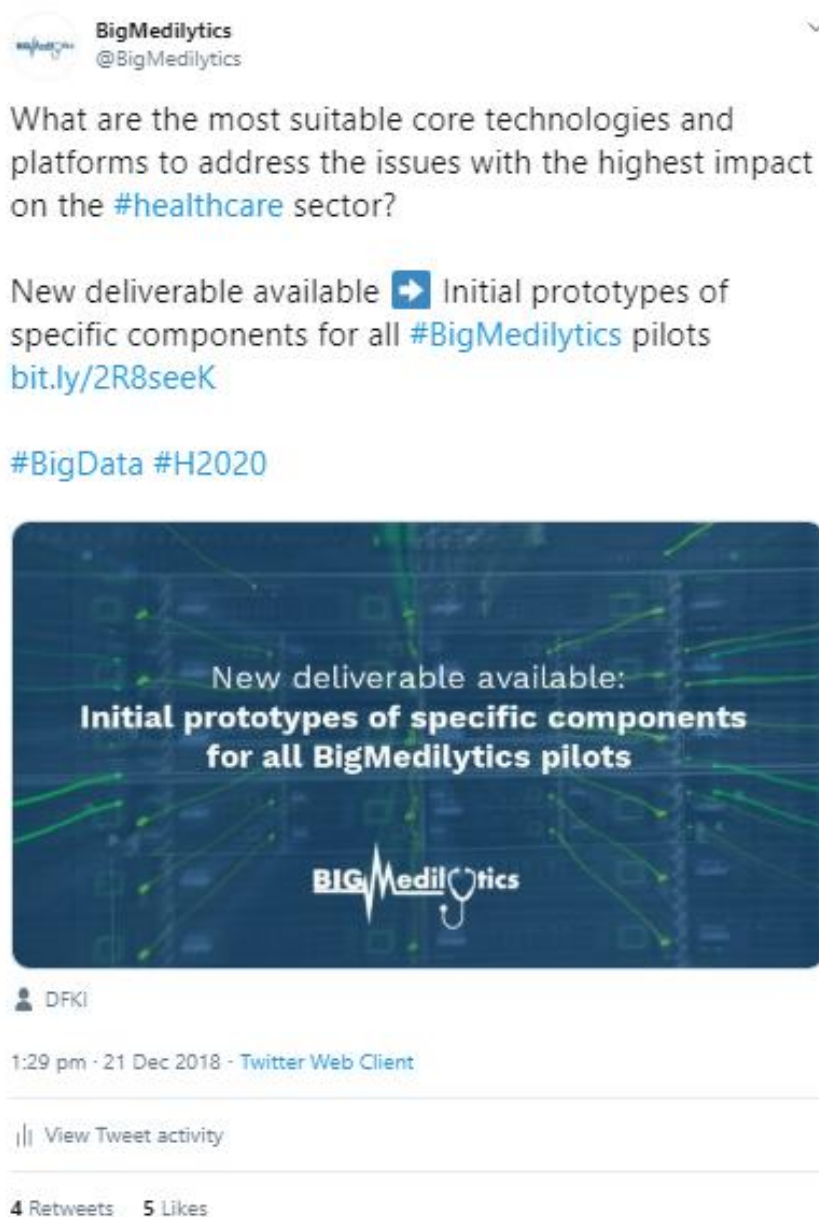 BigMedilytics
@BigMedilytics
What are the most suitable core technologies and
platforms to address the issues with the highest impact
on the #healthcare sector?
New deliverable available ➡ Initial prototypes of
specific components for all #BigMedilytics pilots
bit.ly/2R8seeK
#BigData #H2020
New deliverable available:
Initial prototypes of specific components
for all BigMedilytics pilots
BIGMedilytics
DFKI
1:29 pm · 21 Dec 2018 · Twitter Web Client
View Tweet activity
4 Retweets 5 Likes